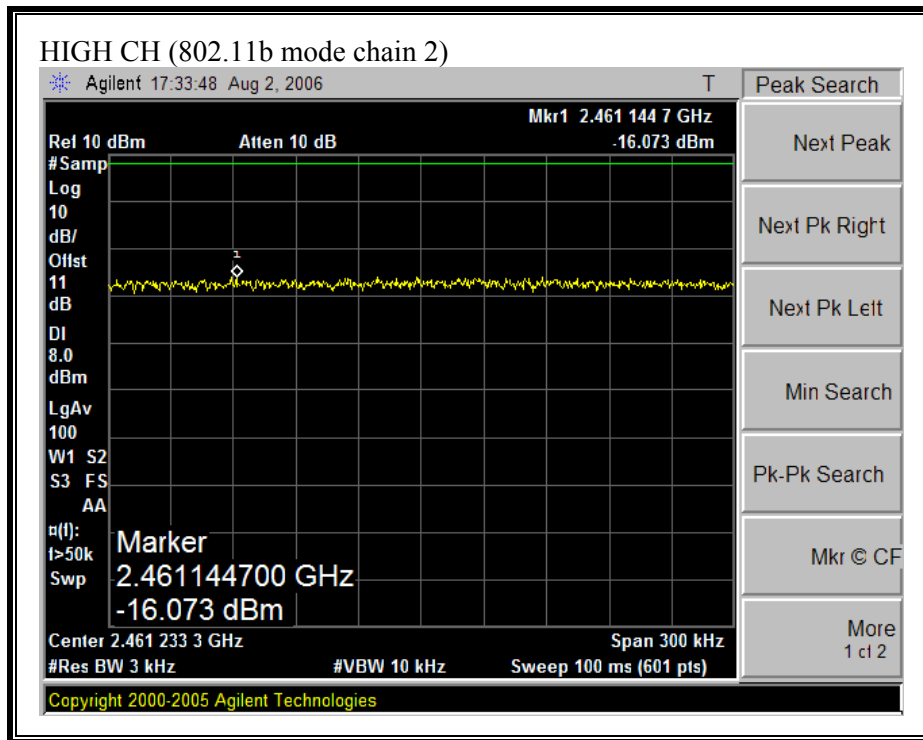 HIGH CH (802.11b mode chain 2)
Agilent 17:33:48 Aug 2, 2006 T
Peak Search
Mkr1 2.461 144 7 GHz
Ref 10 dBm Atten 10 dB -16.073 dBm
#Samp
Log
10
dB/
Offst
11
dB
DI
8.0
dBm
LgAv
100
W1 S2
S3 FS
AA
¤(f):
f>50k
Swp
1
Marker
2.461144700 GHz
-16.073 dBm
Center 2.461 233 3 GHz Span 300 kHz
#Res BW 3 kHz #VBW 10 kHz Sweep 100 ms (601 pts)
Copyright 2000-2005 Agilent Technologies
Next Peak
Next Pk Right
Next Pk Left
Min Search
Pk-Pk Search
Mkr © CF
More
1 of 2